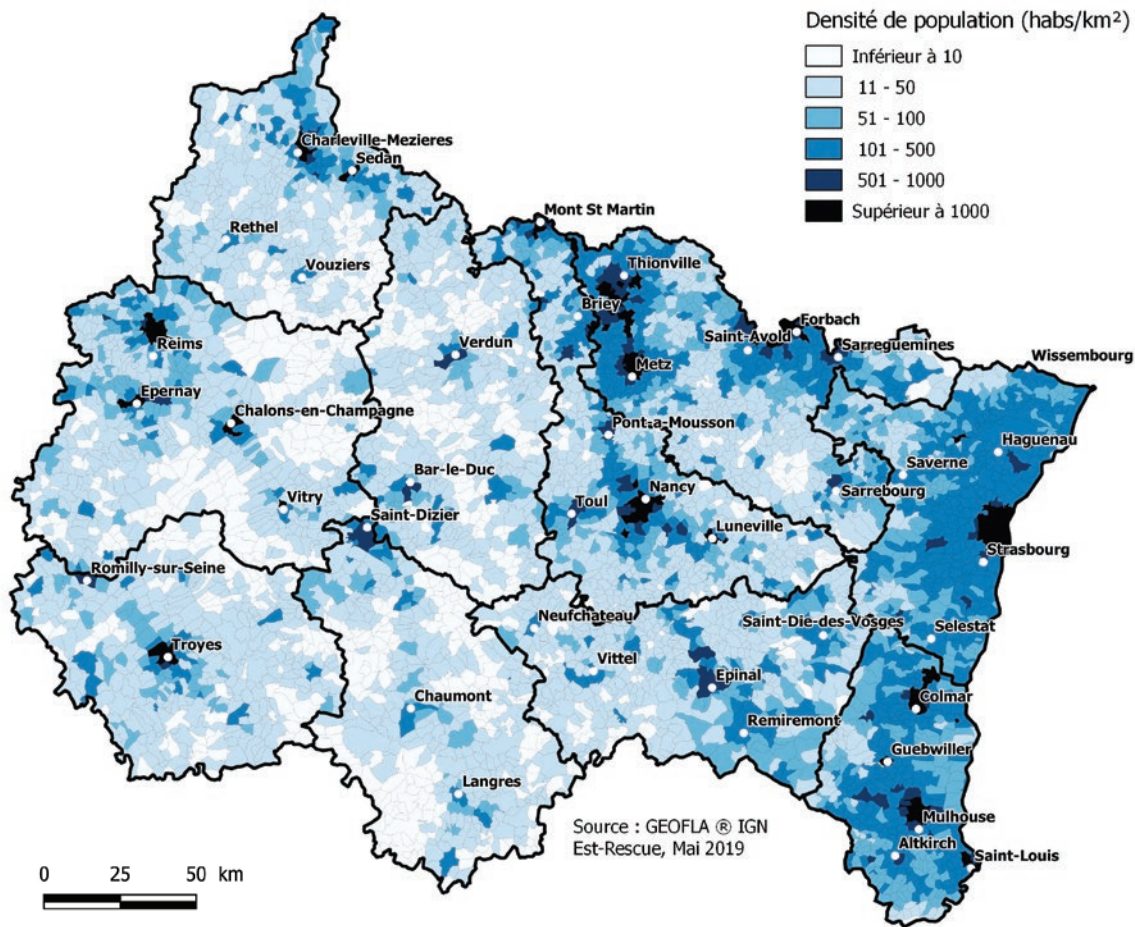 Densité de population (habs/km²)
Inférieur à 10
11 - 50
51 - 100
101 - 500
501 - 1000
Supérieur à 1000
Charleville-Mezieres
Sedan
Mont St Martin
Rethel
Vouziers
Thionville
Briey
Forbach
Saint-Avold
Sarreguemines
Reims
Verdun
Metz
Wissembourg
Epernay
Chalons-en-Champagne
Pont-a-Mousson
Haguenau
Saverne
Bar-le-Duc
Vitry
Nancy
Sarrebourg
Toul
Saint-Dizier
Luneville
Strasbourg
Romilly-sur-Seine
Neufchateau
Saint-Die-des-Vosges
Selestat
Troyes
Vittel
Epinal
Chaumont
Colmar
Remiremont
Guebwiller
Langres
Mulhouse
Source : GEOFLA ® IGN
Est-Rescue, Mai 2019
Altkirch
Saint-Louis
0 25 50 km